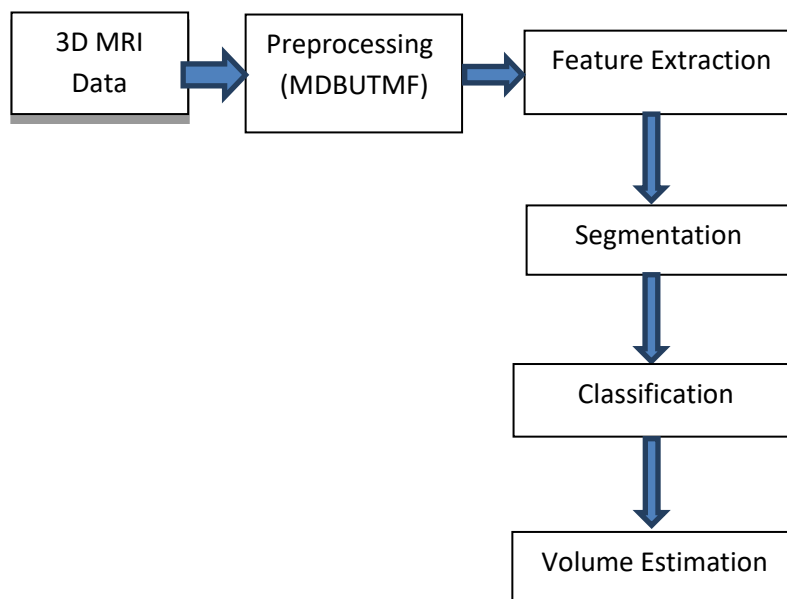 3D MRI
Data
Preprocessing
(MDBUTMF)
Feature Extraction
Segmentation
Classification
Volume Estimation